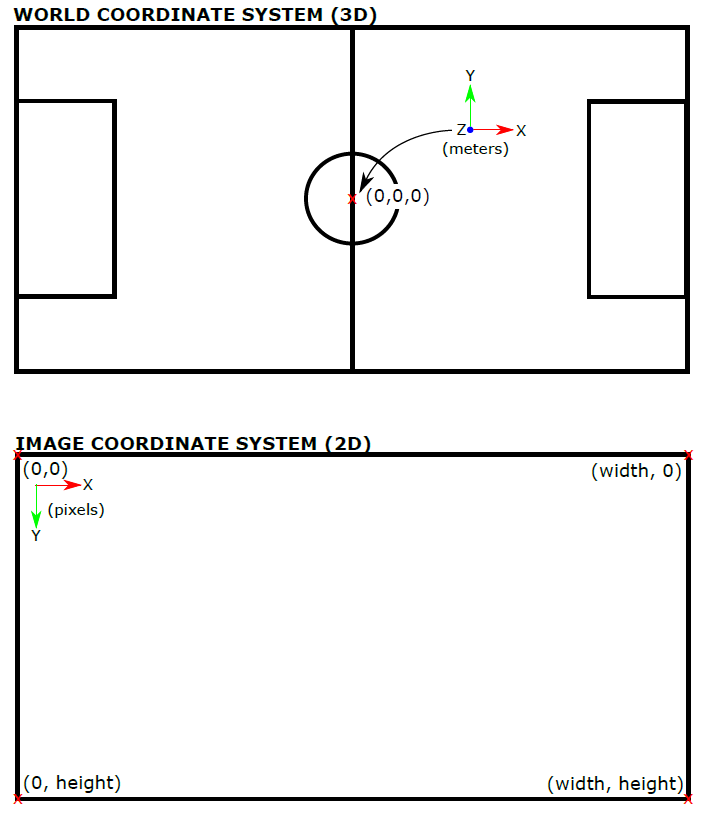 WORLD COORDINATE SYSTEM (3D)
Y
Z X
(meters)
x (0,0,0)
IMAGE COORDINATE SYSTEM (2D)
x x
(0,0) (width, 0)
X
(pixels)
Y
(0, height) (width, height)
x x